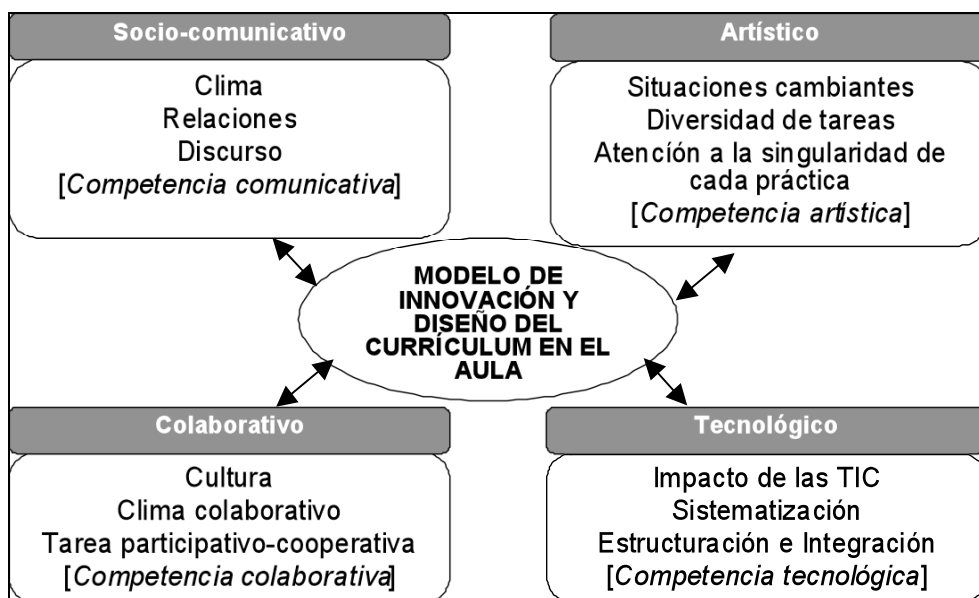 Socio-comunicativo
Clima
Relaciones
Discurso
[Competencia comunicativa]
Artístico
Situaciones cambiantes
Diversidad de tareas
Atención a la singularidad de
cada práctica
[Competencia artística]
MODELO DE
INNOVACIÓN Y
DISEÑO DEL
CURRÍCULUM EN EL
AULA
Colaborativo
Cultura
Clima colaborativo
Tarea participativo-cooperativa
[Competencia colaborativa]
Tecnológico
Impacto de las TIC
Sistematización
Estructuración e Integración
[Competencia tecnológica]